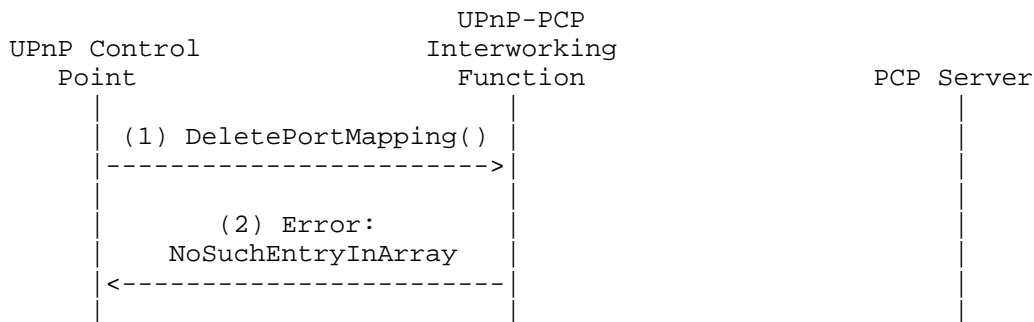 UPnP-PCP
UPnP Control Interworking
Point Function PCP Server
(1) DeletePortMapping()
(2) Error:
NoSuchEntryInArray